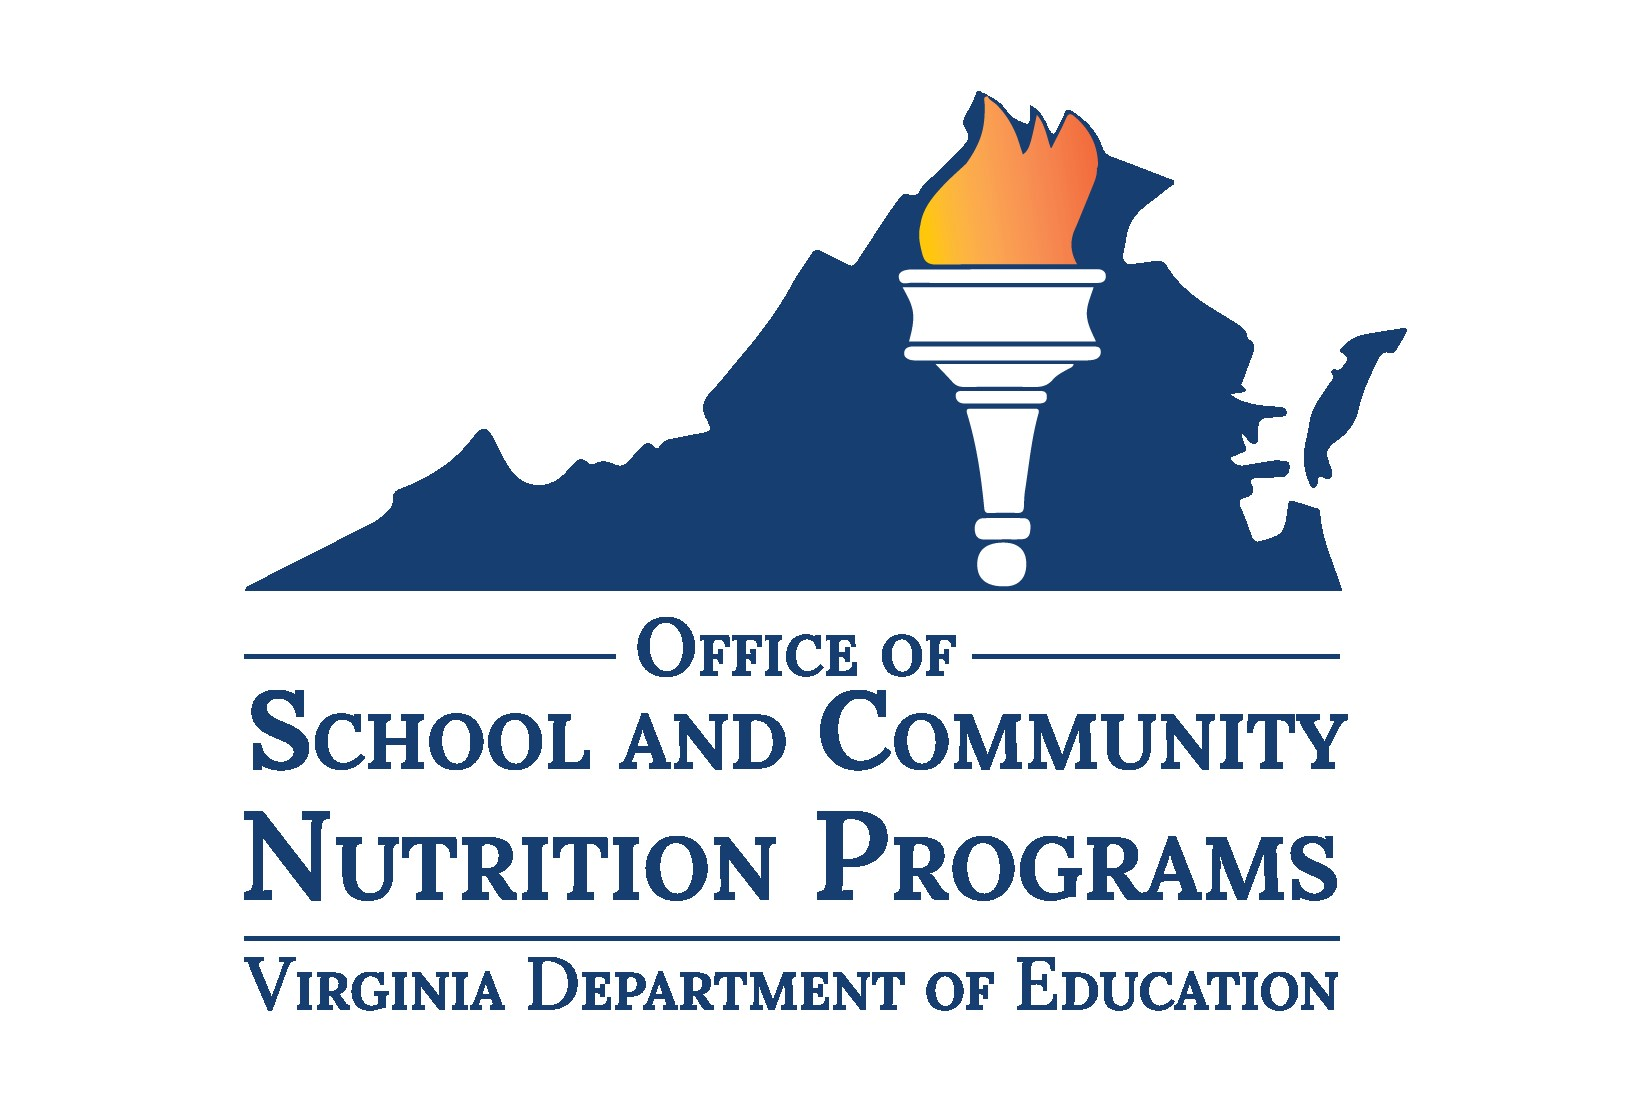 Office of
School and Community
Nutrition Programs
Virginia Department of Education